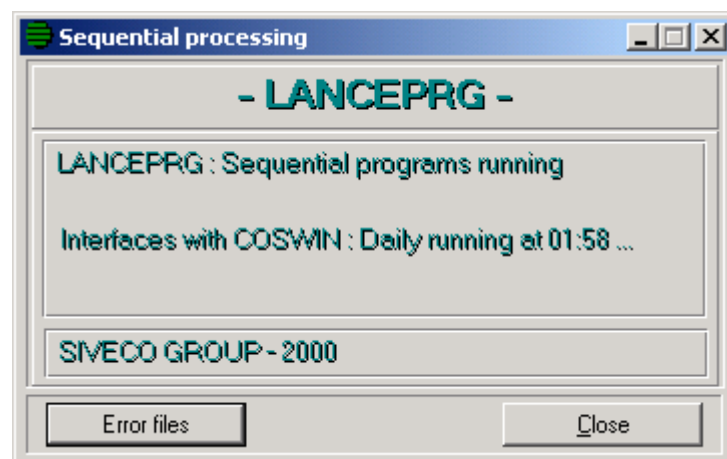 Sequential processing
- LANCEPRG -
LANCEPRG : Sequential programs running
Interfaces with COSWIN : Daily running at 01:58 ...
SIVECO GROUP - 2000
Error files
Close